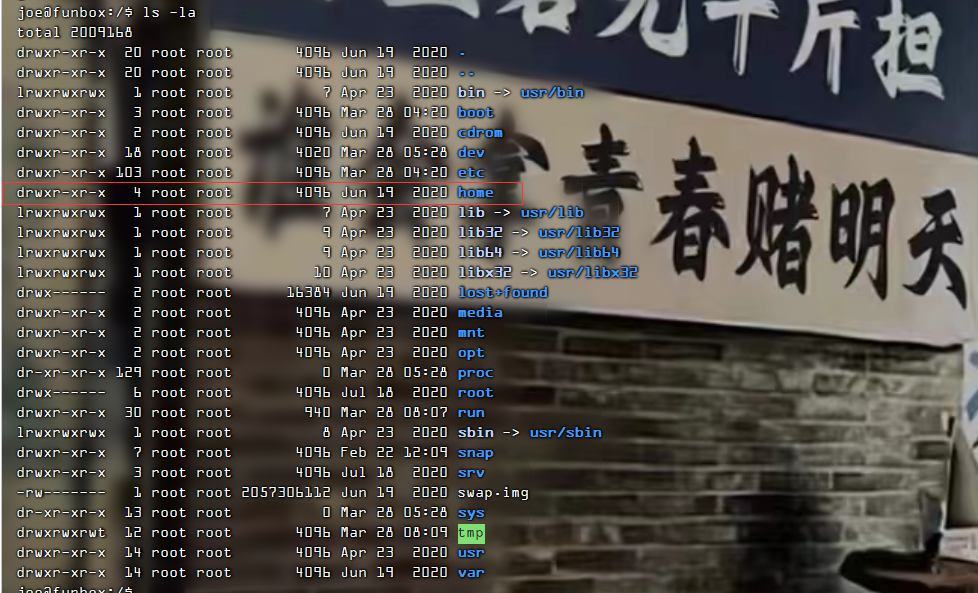 joe@funbox:/$ ls -la
total 2009168
drwxr-xr-x  20 root root       4096 Jun 19  2020 .
drwxr-xr-x  20 root root       4096 Jun 19  2020 ..
lrwxrwxrwx   1 root root          7 Apr 23  2020 bin -> usr/bin
drwxr-xr-x   3 root root       4096 Mar 28 04:20 boot
drwxr-xr-x   2 root root       4096 Jun 19  2020 cdrom
drwxr-xr-x  18 root root       4020 Mar 28 05:28 dev
drwxr-xr-x 103 root root       4096 Mar 28 04:20 etc
drwxr-xr-x   4 root root       4096 Jun 19  2020 home
lrwxrwxrwx   1 root root          7 Apr 23  2020 lib -> usr/lib
lrwxrwxrwx   1 root root          9 Apr 23  2020 lib32 -> usr/lib32
lrwxrwxrwx   1 root root          9 Apr 23  2020 lib64 -> usr/lib64
lrwxrwxrwx   1 root root         10 Apr 23  2020 libx32 -> usr/libx32
drwx------   2 root root      16384 Jun 19  2020 lost+found
drwxr-xr-x   2 root root       4096 Apr 23  2020 media
drwxr-xr-x   2 root root       4096 Apr 23  2020 mnt
drwxr-xr-x   2 root root       4096 Apr 23  2020 opt
dr-xr-xr-x 129 root root          0 Mar 28 05:28 proc
drwx------   6 root root       4096 Jul 18  2020 root
drwxr-xr-x  30 root root        940 Mar 28 08:07 run
lrwxrwxrwx   1 root root          8 Apr 23  2020 sbin -> usr/sbin
drwxr-xr-x   7 root root       4096 Feb 22 12:09 snap
drwxr-xr-x   3 root root       4096 Jul 18  2020 srv
-rw-------   1 root root 2057306112 Jun 19  2020 swap.img
dr-xr-xr-x  13 root root          0 Mar 28 05:28 sys
drwxrwxrwt  12 root root       4096 Mar 28 08:09 tmp
drwxr-xr-x  14 root root       4096 Apr 23  2020 usr
drwxr-xr-x  14 root root       4096 Jun 19  2020 var
joe@funbox:/$
千斤担
青春赌明天